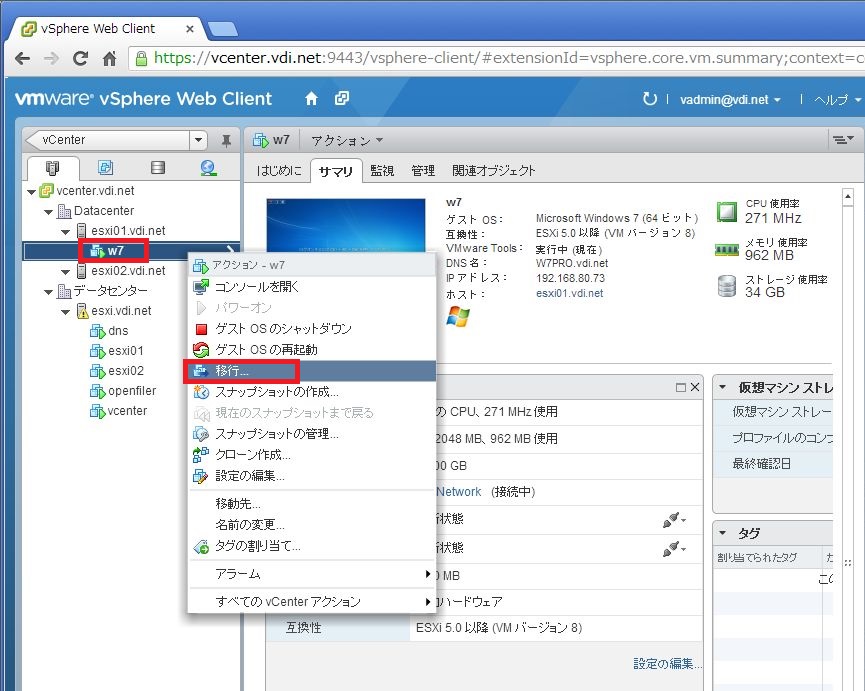 vSphere Web Client
https://vcenter.vdi.net:9443/vsphere-client/#extensionId=vsphere.core.vm.summary;context=c
vmware® vSphere Web Client
vadmin@vdi.net
ヘルプ
vCenter
w7 アクション
はじめに サマリ 監視 管理 関連オブジェクト
vcenter.vdi.net
Datacenter
esxi01.vdi.net
w7
esxi02.vdi.net
データセンター
esxi.vdi.net
dns
esxi01
esxi02
openfiler
vcenter
w7
ゲスト OS: Microsoft Windows 7 (64 ビット)
互換性: ESXi 5.0 以降 (VM バージョン 8)
VMware Tools: 実行中 (現在)
DNS 名: W7PRO.vdi.net
IP アドレス: 192.168.80.73
ホスト: esxi01.vdi.net
CPU 使用率
271 MHz
メモリ 使用率
962 MB
ストレージ 使用率
34 GB
アクション - w7
コンソールを開く
パワーオン
ゲスト OS のシャットダウン
ゲスト OS の再起動
移行...
スナップショットの作成...
現在のスナップショットまで戻る
スナップショットの管理...
クローン作成...
設定の編集...
移動先...
名前の変更...
タグの割り当て...
アラーム
すべての vCenter アクション
の CPU、271 MHz 使用
2048 MB、962 MB 使用
00 GB
Network (接続中)
状態
状態
MB
ハードウェア
互換性 ESXi 5.0 以降 (VM バージョン 8)
設定の編集...
仮想マシン ストレ
仮想マシン ストレー
プロファイルのコンプ
最終確認日
タグ
割り当てられたタグ
この